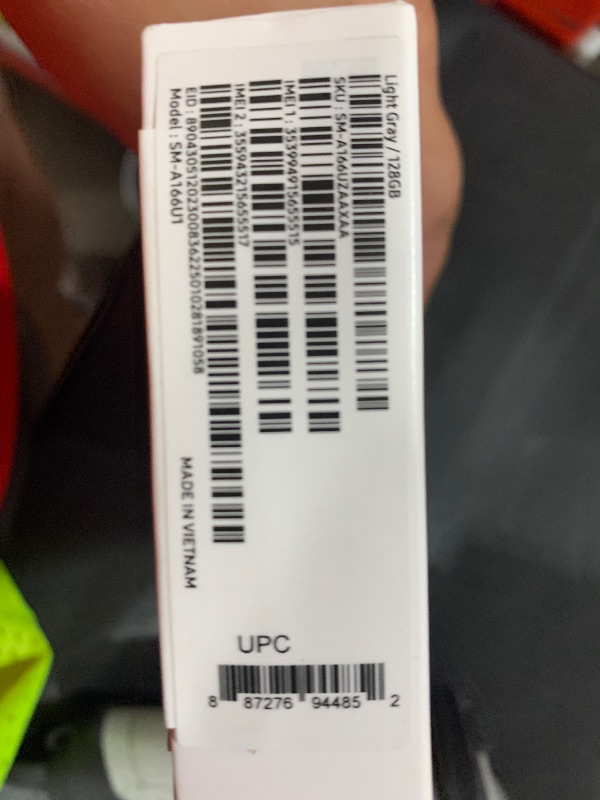 Light Gray / 128GB
SKU : SM-A166UZAAXAA
IMEI 1 : 353994915655515
IMEI 2 : 355943215655517
EID : 89043051202300836225010281891058
Model : SM-A166U1
MADE IN VIETNAM
UPC
8 87276 94485 2